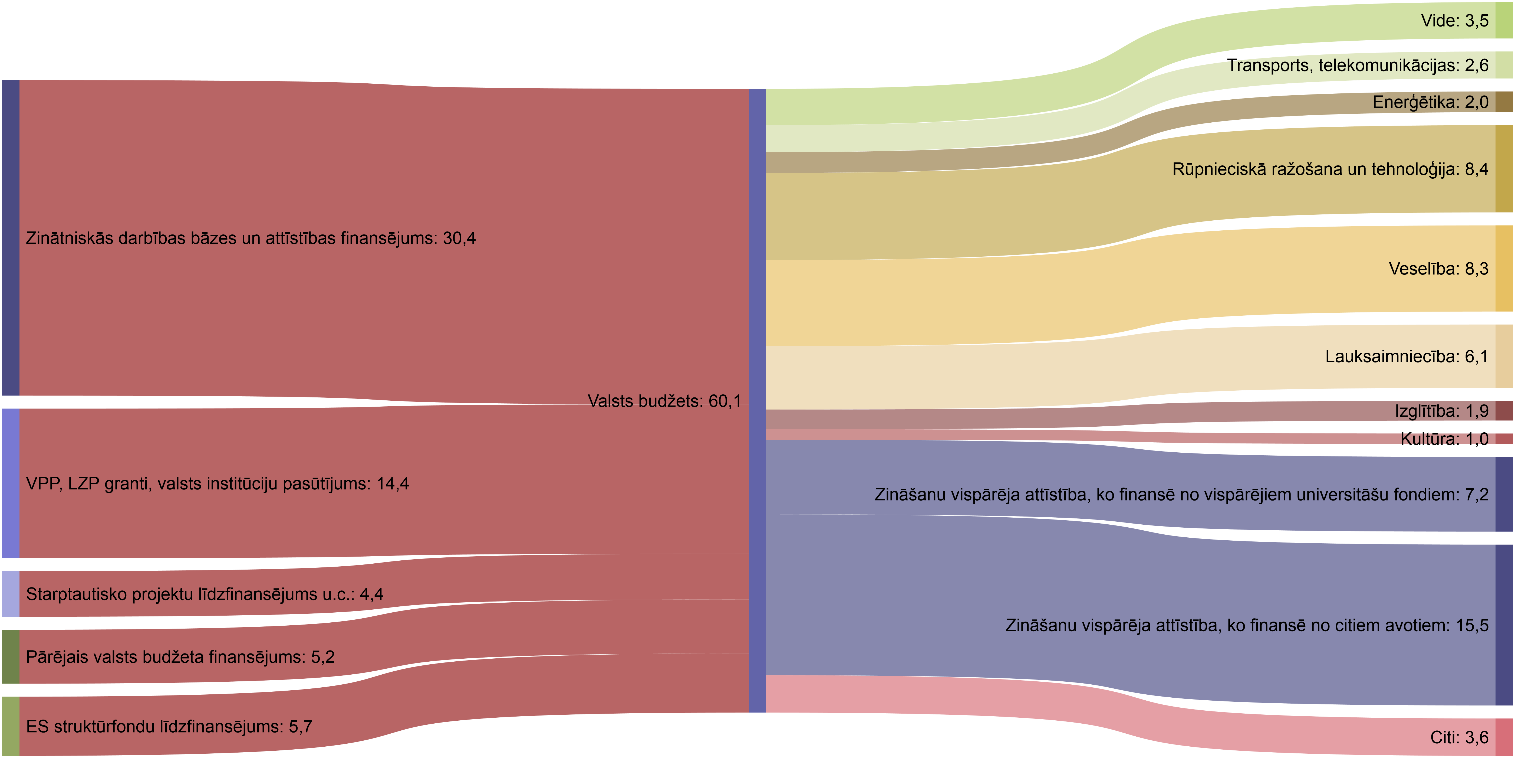 Zinātniskās darbības bāzes un attīstības finansējums: 30,4
VPP, LZP granti, valsts institūciju pasūtījums: 14,4
Starptautisko projektu līdzfinansējums u.c.: 4,4
Pārējais valsts budžeta finansējums: 5,2
ES struktūrfondu līdzfinansējums: 5,7
Valsts budžets: 60,1
Vide: 3,5
Transports, telekomunikācijas: 2,6
Enerģētika: 2,0
Rūpnieciskā ražošana un tehnoloģija: 8,4
Veselība: 8,3
Lauksaimniecība: 6,1
Izglītība: 1,9
Kultūra: 1,0
Zināšanu vispārēja attīstība, ko finansē no vispārējiem universitāšu fondiem: 7,2
Zināšanu vispārēja attīstība, ko finansē no citiem avotiem: 15,5
Citi: 3,6